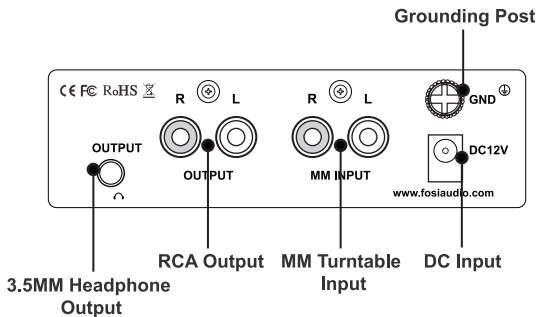 Grounding Post
CE FC RoHS
R L
R L
GND
OUTPUT
OUTPUT
MM INPUT
DC12V
www.fosiaudio.com
RCA Output
MM Turntable
Input
DC Input
3.5MM Headphone
Output